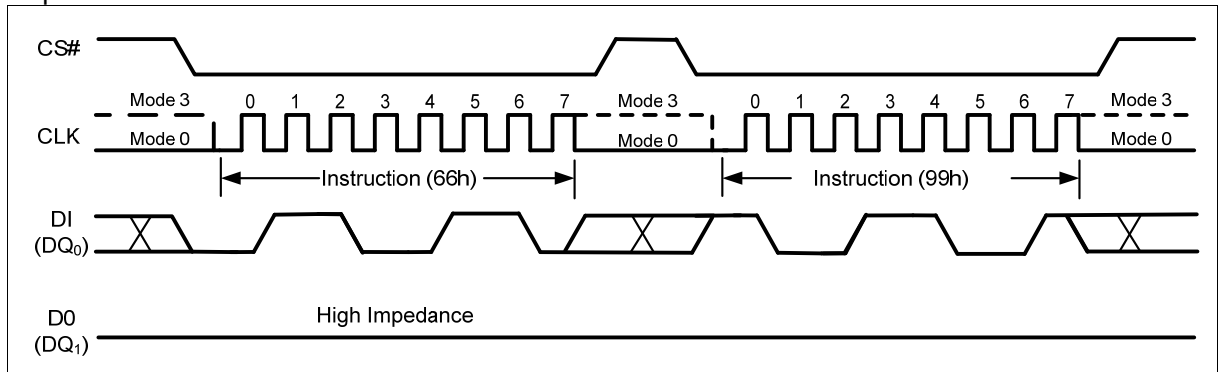 CS#
Mode 3 0 1 2 3 4 5 6 7 Mode 3 0 1 2 3 4 5 6 7 Mode 3
CLK
Mode 0 Mode 0 Mode 0
Instruction (66h) Instruction (99h)
DI
(DQ0)
High Impedance
D0
(DQ1)